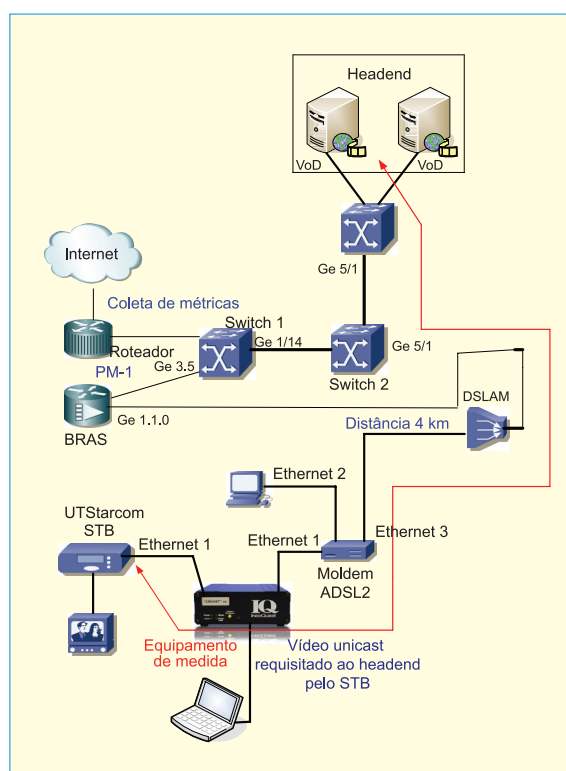 Headend
VoD
VoD
Internet
Ge 5/1
Coleta de métricas
Switch 1
Roteador
Ge 1/14
Ge 5/1
PM-1
Ge 3.5
Switch 2
DSLAM
BRAS
Ge 1.1.0
Distância 4 km
Ethernet 2
UTStarcom
STB
Ethernet 1
Ethernet 1
Ethernet 3
Moldem
ADSL2
IQ
Equipamento
de medida
Vídeo unicast
requisitado ao headend
pelo STB